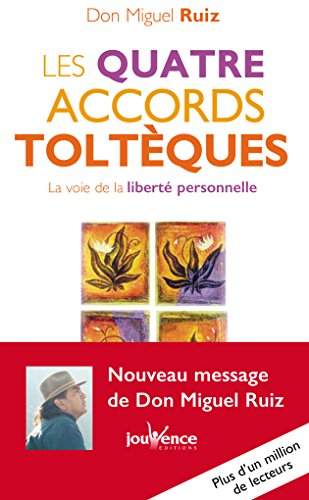 Don Miguel Ruiz
LES QUATRE
ACCORDS
TOLTÈQUES
La voie de la liberté personnelle
Nouveau message
de Don Miguel Ruiz
jouvence
EDITIONS
Plus d'un million
de lecteurs